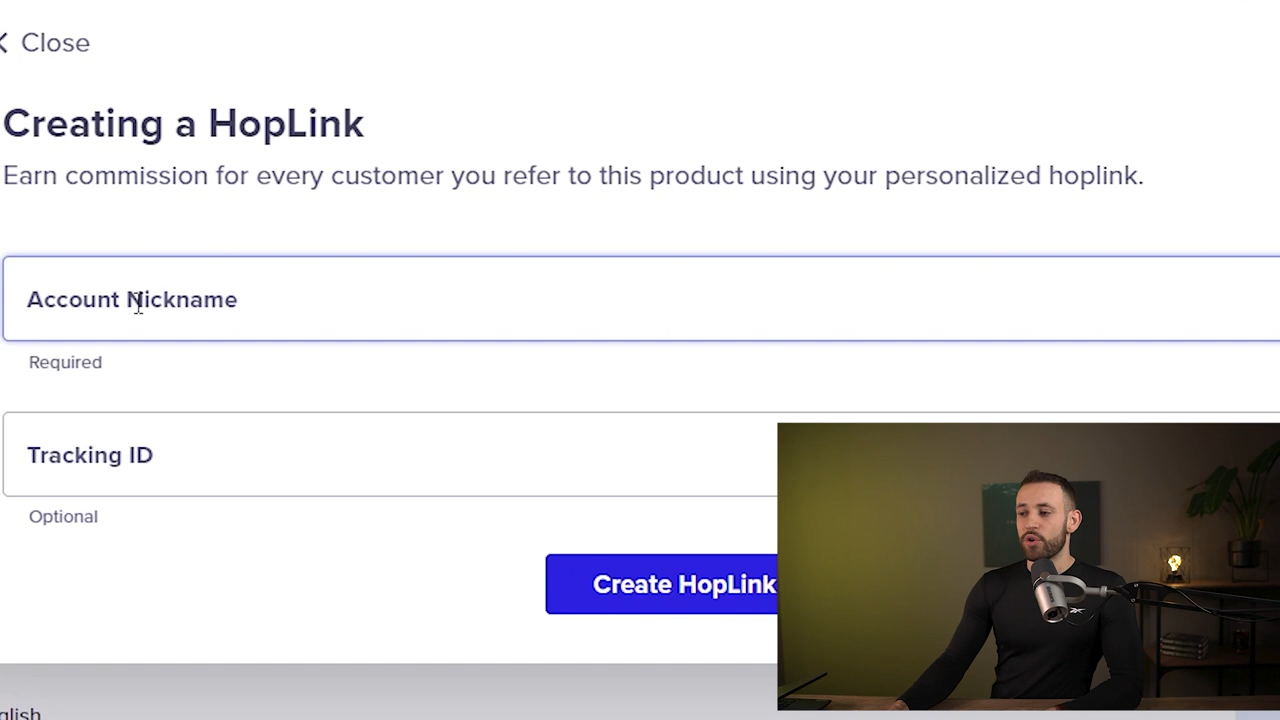 Close
Creating a HopLink
Earn commission for every customer you refer to this product using your personalized hoplink.
Account Nickname
Required
Tracking ID
Optional
Create HopLink
glish